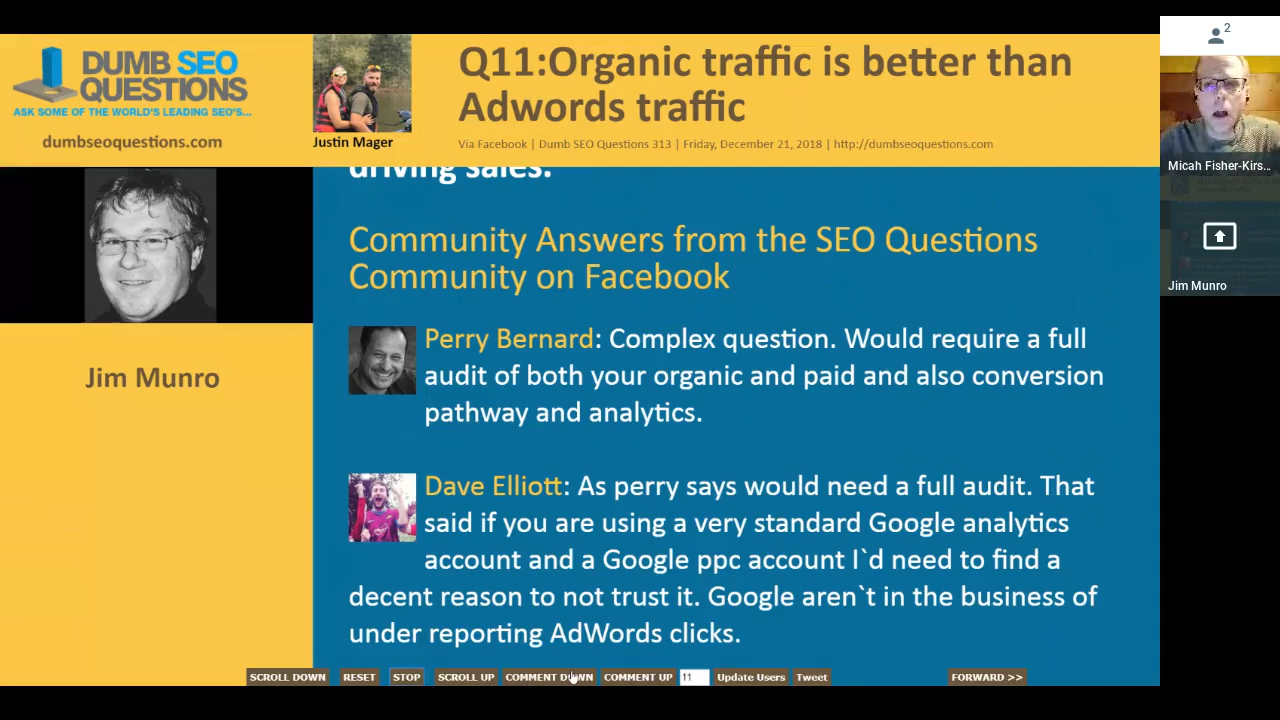 DUMB SEO
QUESTIONS
ASK SOME OF THE WORLD'S LEADING SEO'S...
dumbseoquestions.com
Justin Mager
Q11:Organic traffic is better than
Adwords traffic
Via Facebook | Dumb SEO Questions 313 | Friday, December 21, 2018 | http://dumbseoquestions.com
2
Micah Fisher-Kirs...
Jim Munro
Jim Munro
driving sales.
Community Answers from the SEO Questions
Community on Facebook
Perry Bernard: Complex question. Would require a full
audit of both your organic and paid and also conversion
pathway and analytics.
Dave Elliott: As perry says would need a full audit. That
said if you are using a very standard Google analytics
account and a Google ppc account I`d need to find a
decent reason to not trust it. Google aren`t in the business of
under reporting AdWords clicks.
SCROLL DOWN RESET STOP SCROLL UP COMMENT DOWN COMMENT UP 11 Update Users Tweet FORWARD >>